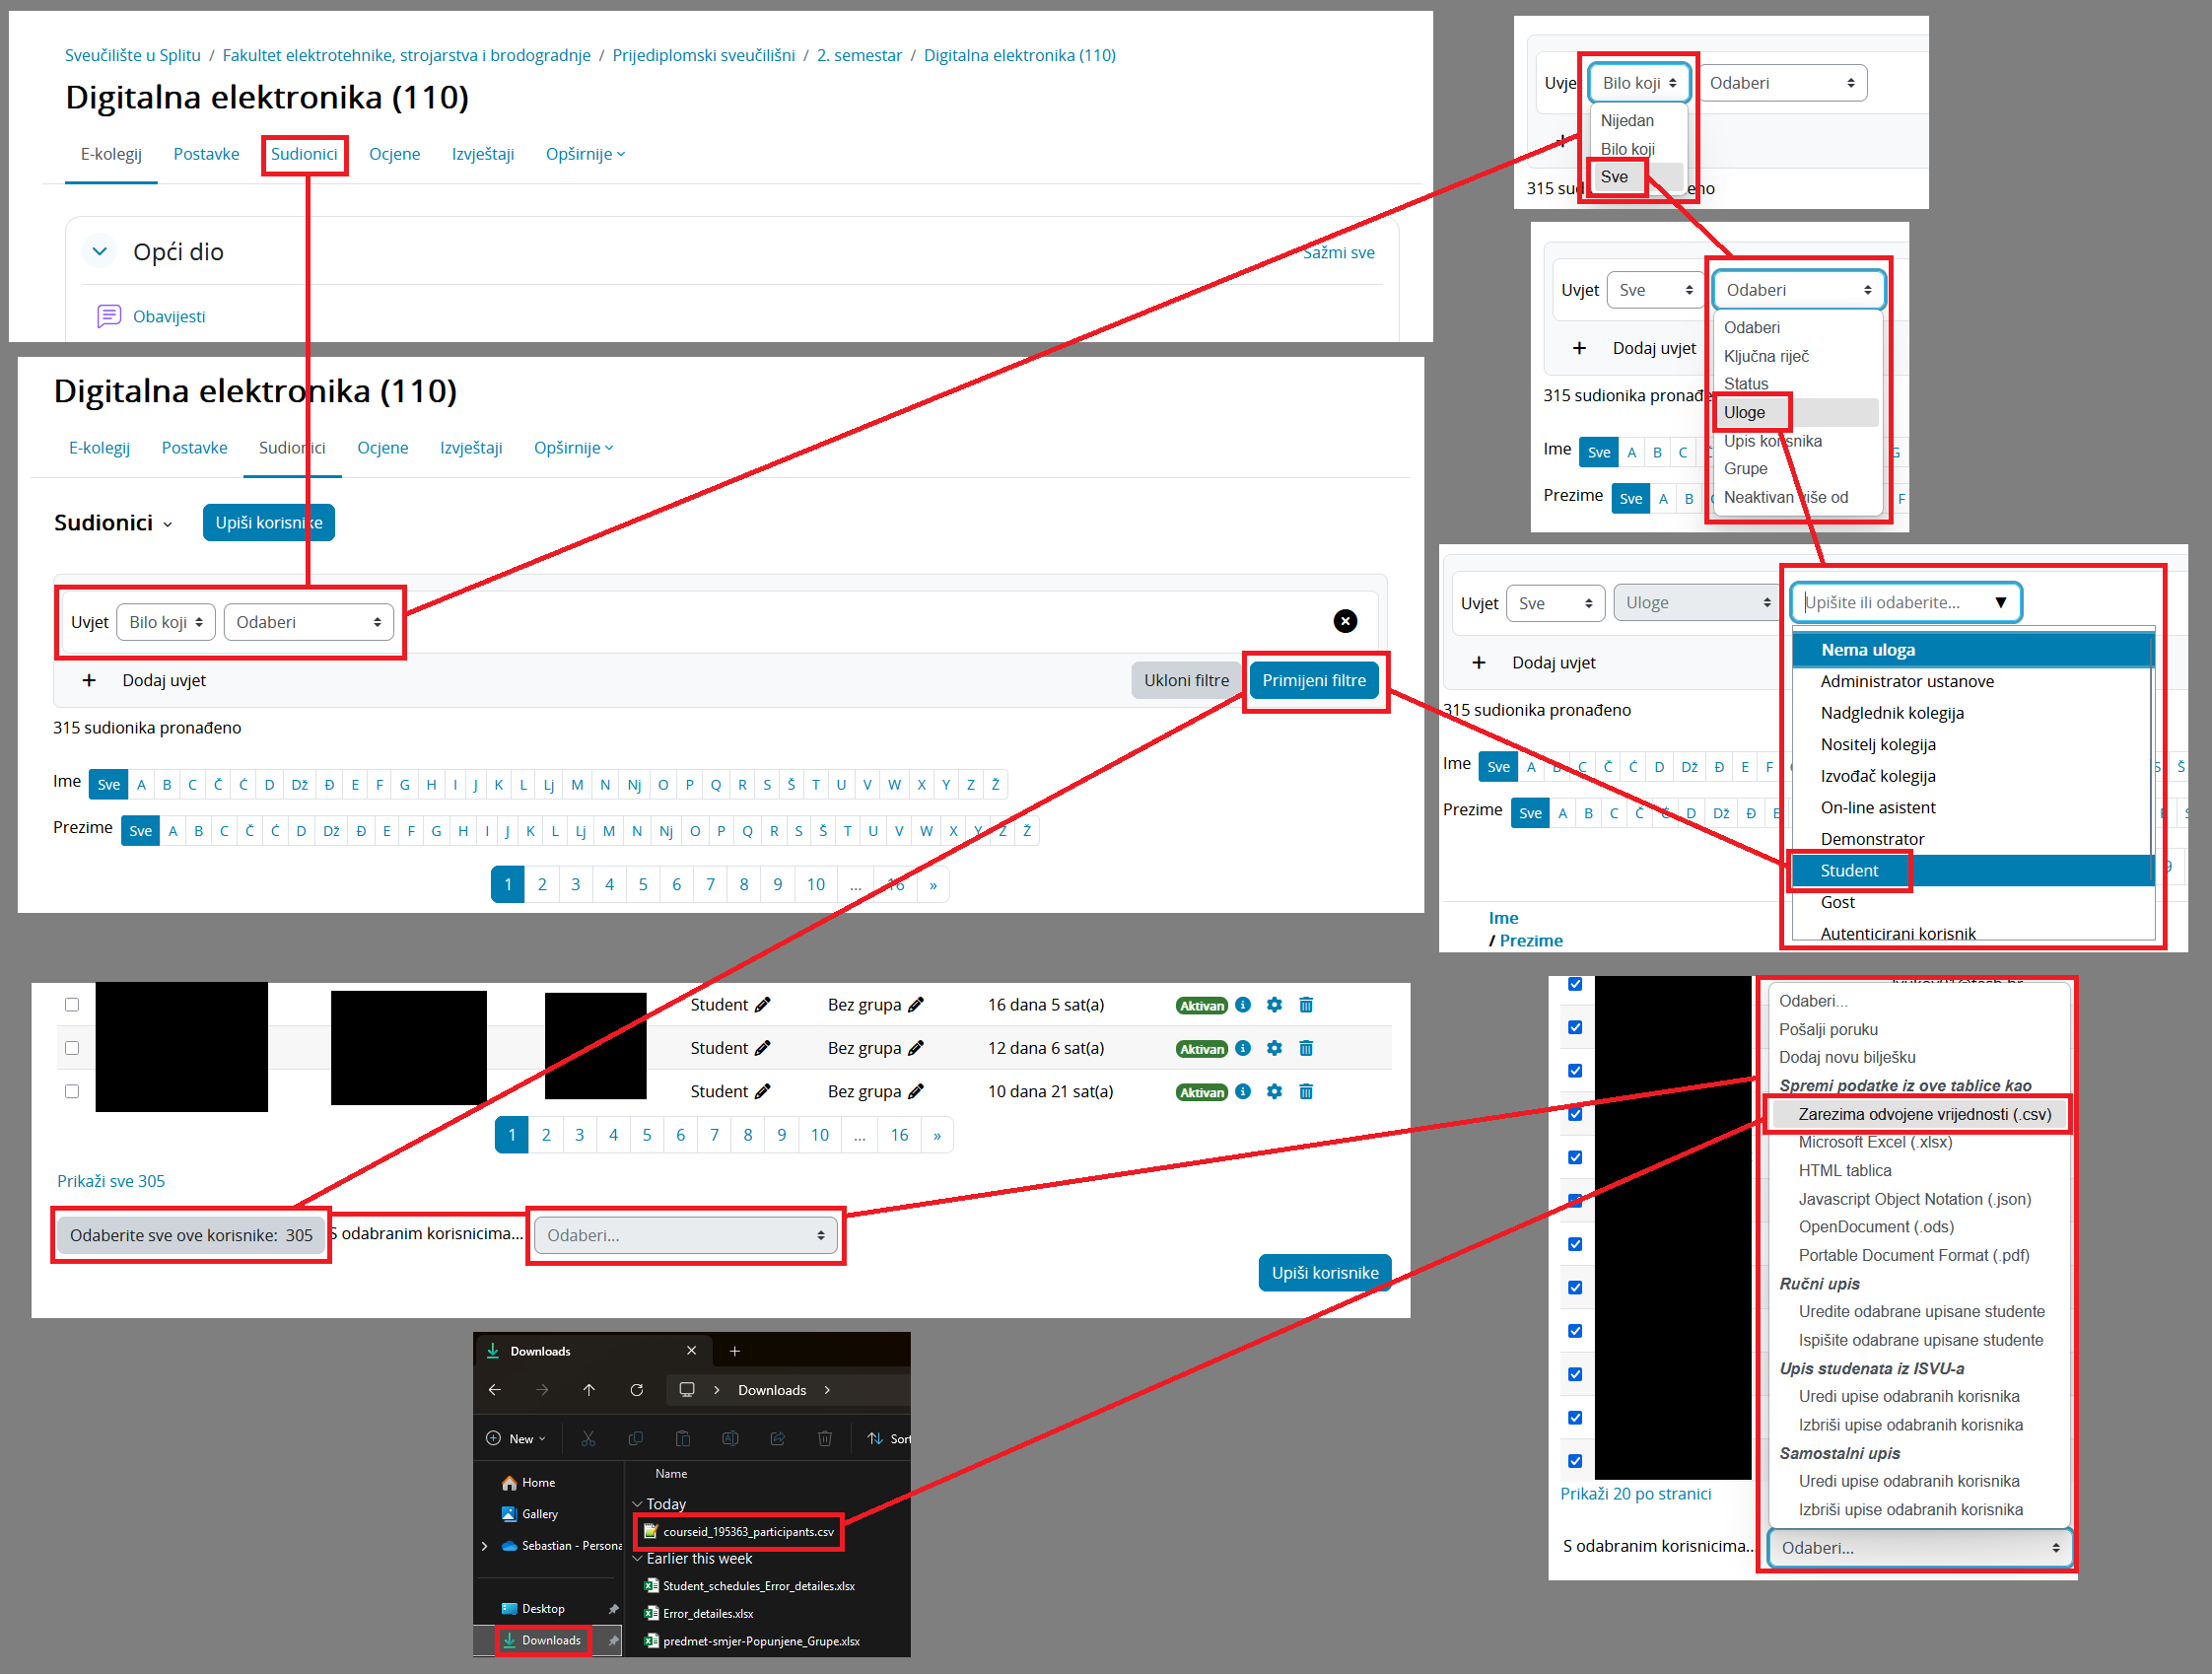 Sveučilište u Splitu / Fakultet elektrotehnike, strojarstva i brodogradnje / Prijediplomski sveučilišni / 2. semestar / Digitalna elektronika (110)
Digitalna elektronika (110)
E-kolegij Postavke Sudionici Ocjene Izvještaji Opširnije
Opći dio
Sažmi sve
Obavijesti
Digitalna elektronika (110)
E-kolegij Postavke Sudionici Ocjene Izvještaji Opširnije
Sudionici Upiši korisnike
Uvjet Bilo koji Odaberi
+ Dodaj uvjet Ukloni filtre Primijeni filtre
315 sudionika pronađeno
Ime Sve A B C Č Ć D Dž Đ E F G H I J K L Lj M N Nj O P Q R S Š T U V W X Y Z Ž
Prezime Sve A B C Č Ć D Dž Đ E F G H I J K L Lj M N Nj O P Q R S Š T U V W X Y Z Ž
1 2 3 4 5 6 7 8 9 10 ... 16 »
Uvjet Bilo koji Odaberi
Nijedan
Bilo koji
Sve
315
Uvjet Sve Odaberi
Odaberi
+ Dodaj uvjet
Ključna riječ
Status
315 sudionika
Uloge
Upis korisnika
Ime Sve A B C G
Grupe
Prezime Sve A B F
Neaktivan više od
Uvjet Sve Uloge Upišite ili odaberite... ▼
Nema uloga
+ Dodaj uvjet
Administrator ustanove
315 sudionika pronađeno
Nadglednik kolegija
Nositelj kolegija
Ime Sve A B C Č Ć D Dž Đ E F S Š
Izvođač kolegija
Prezime Sve A B C Č Ć D Dž Đ E
On-line asistent
Demonstrator
Student
Gost
Ime
/ Prezime
Autenticirani korisnik
Student Bez grupa 16 dana 5 sat(a) Aktivan
Student Bez grupa 12 dana 6 sat(a) Aktivan
Student Bez grupa 10 dana 21 sat(a) Aktivan
1 2 3 4 5 6 7 8 9 10 ... 16 »
Prikaži sve 305
Odaberite sve ove korisnike: 305 S odabranim korisnicima... Odaberi...
Upiši korisnike
Odaberi...
Pošalji poruku
Dodaj novu bilješku
Spremi podatke iz ove tablice kao
Zarezima odvojene vrijednosti (.csv)
Microsoft Excel (.xlsx)
HTML tablica
Javascript Object Notation (.json)
OpenDocument (.ods)
Portable Document Format (.pdf)
Ručni upis
Uredite odabrane upisane studente
Ispišite odabrane upisane studente
Upis studenata iz ISVU-a
Uredi upise odabranih korisnika
Izbriši upise odabranih korisnika
Samostalni upis
Uredi upise odabranih korisnika
Izbriši upise odabranih korisnika
Prikaži 20 po stranici
S odabranim korisnicima... Odaberi...
Downloads
Downloads
New Sort
Name
Home
Today
Gallery
courseid_195363_participants.csv
Sebastian - Persona
Earlier this week
Student_schedules_Error_detailes.xlsx
Desktop
Error_detailes.xlsx
Downloads
predmet-smjer-Popunjene_Grupe.xlsx